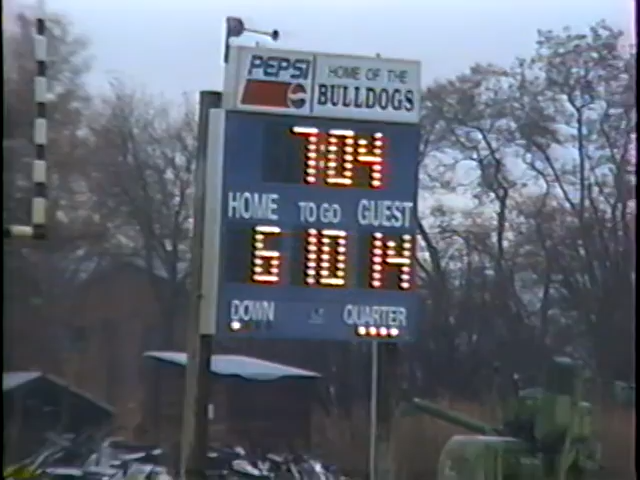 PEPSI
HOME OF THE
BULLDOGS
7:04
HOME TO GO GUEST
6 10 14
DOWN QUARTER